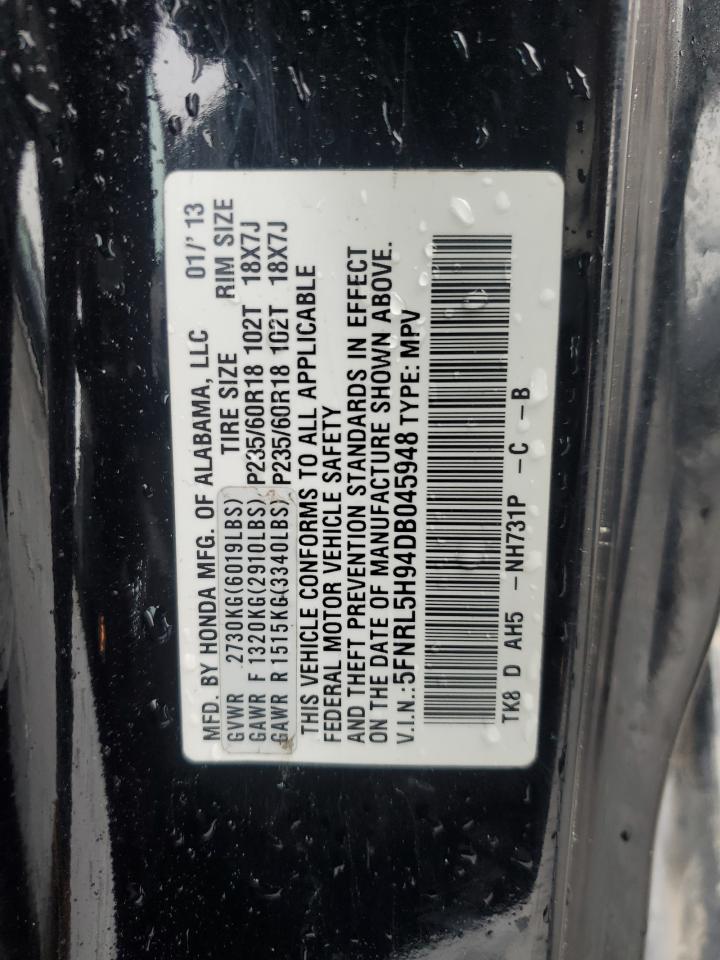 MFD. BY HONDA MFG. OF ALABAMA, LLC 01/'13
GVWR 2730KG(6019LBS) TIRE SIZE RIM SIZE
GAWR F 1320KG(2910LBS) P235/60R18 102T 18X7J
GAWR R 1515KG(3340LBS) P235/60R18 102T 18X7J
THIS VEHICLE CONFORMS TO ALL APPLICABLE
FEDERAL MOTOR VEHICLE SAFETY
AND THEFT PREVENTION STANDARDS IN EFFECT
ON THE DATE OF MANUFACTURE SHOWN ABOVE.
V.I.N.:5FNRL5H94DB045948 TYPE: MPV
TK8 D AH5 -NH731P -C -B